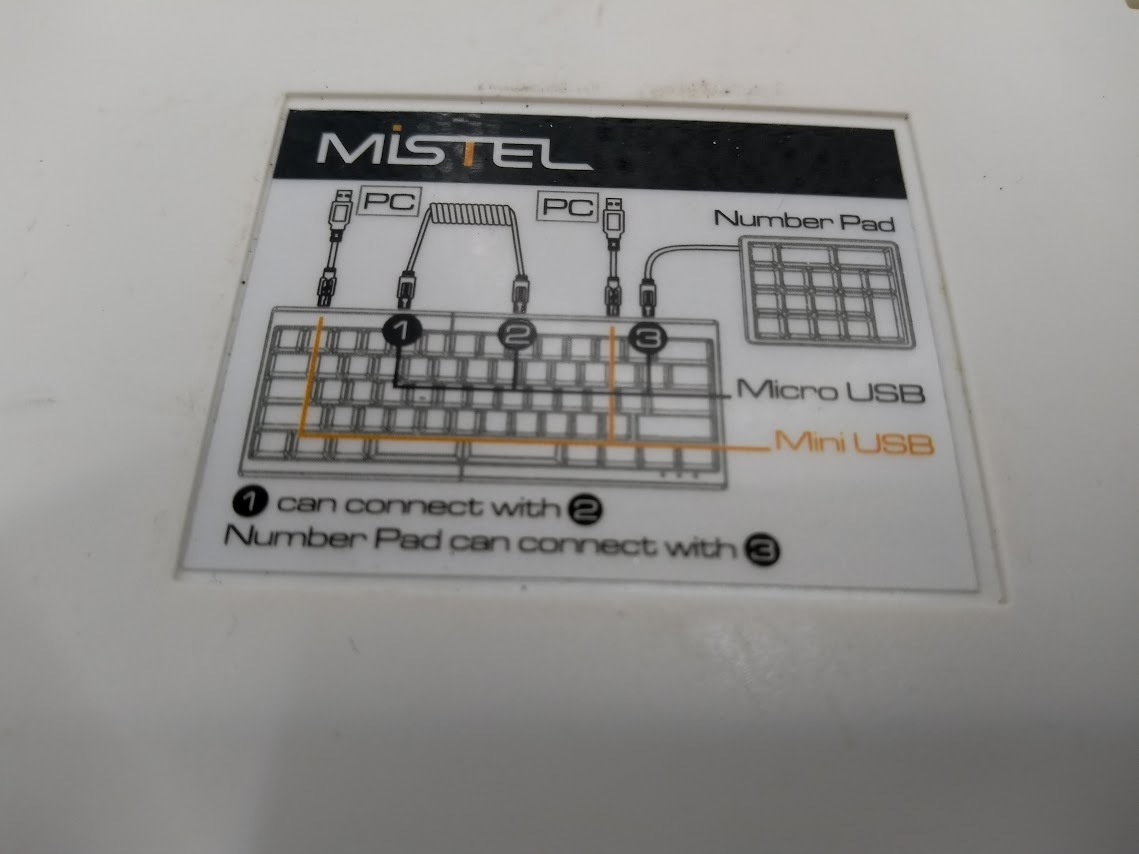 MiSTEL
PC
PC
Number Pad
1
2
3
Micro USB
Mini USB
1 can connect with 2
Number Pad can connect with 3